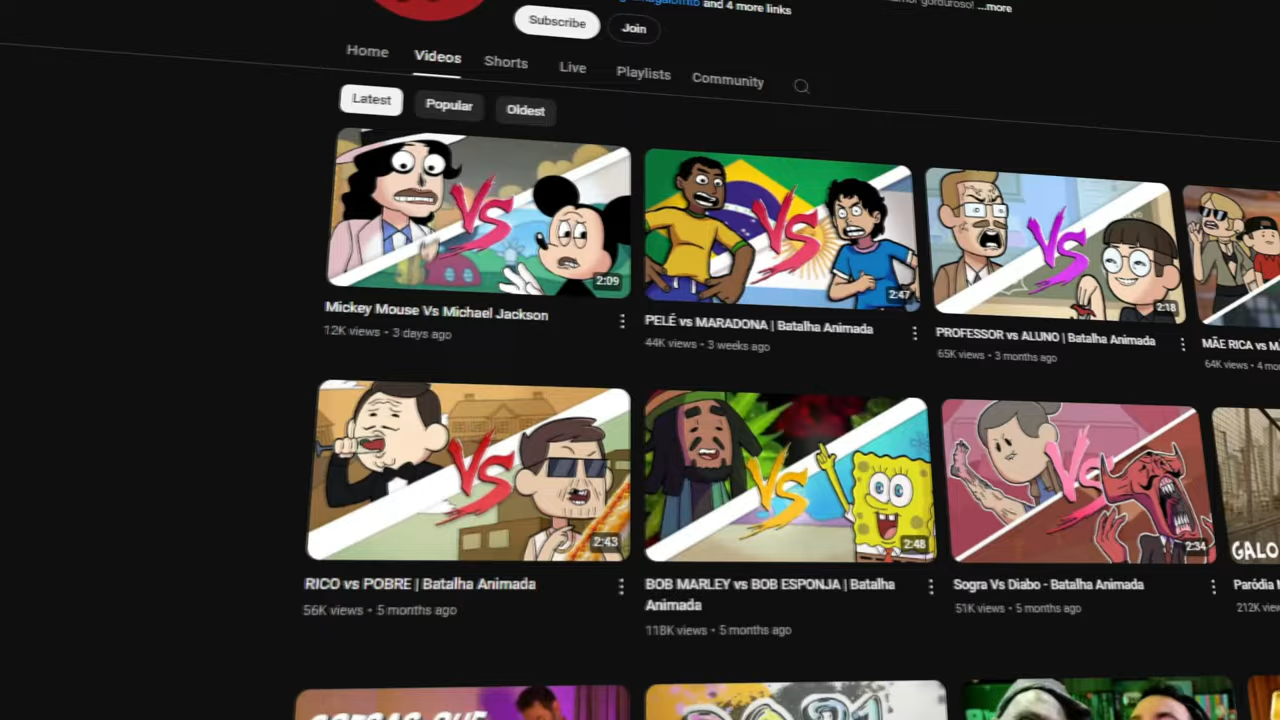 and 4 more links
gorduroso! ...more
Subscribe
Join
Home
Videos
Shorts
Live
Playlists
Community
Latest
Popular
Oldest
VS
2:09
VS
2:47
VS
2:18
Mickey Mouse Vs Michael Jackson
12K views • 3 days ago
PELÉ vs MARADONA | Batalha Animada
44K views • 3 weeks ago
PROFESSOR vs ALUNO | Batalha Animada
65K views • 3 months ago
MÃE RICA vs
64K views • 4
VS
2:43
VS
2:48
VS
2:34
GALO
RICO vs POBRE | Batalha Animada
56K views • 5 months ago
BOB MARLEY vs BOB ESPONJA | Batalha
Animada
118K views • 5 months ago
Sogra Vs Diabo - Batalha Animada
51K views • 5 months ago
Paródia
212K views